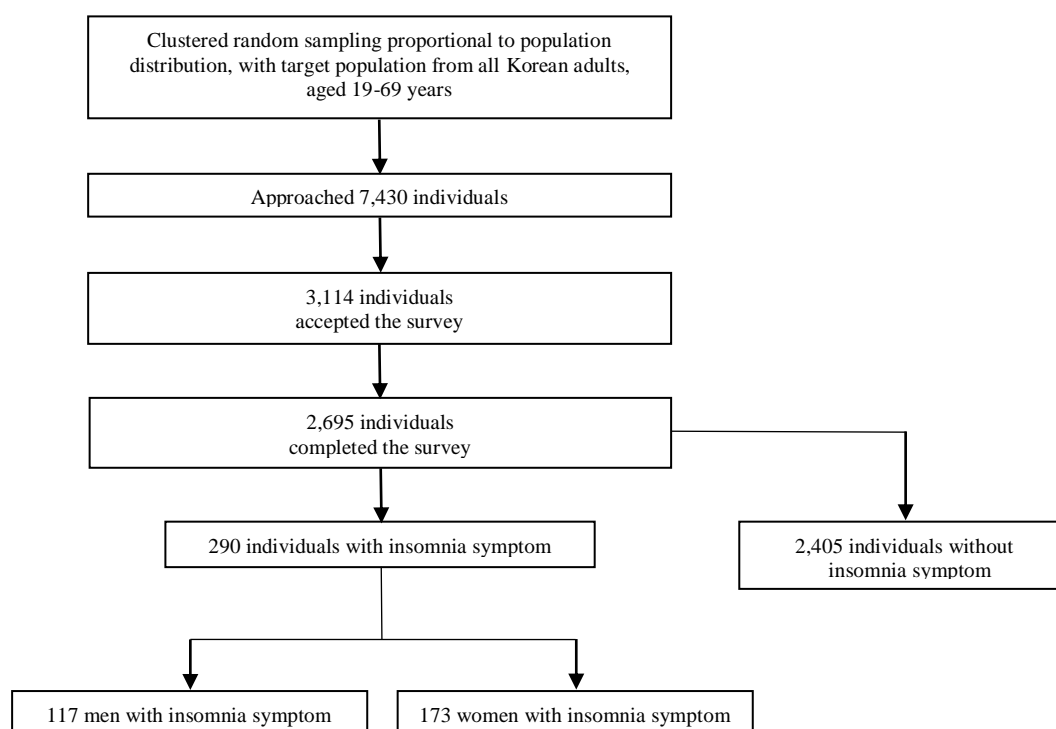 Clustered random sampling proportional to population
distribution, with target population from all Korean adults,
aged 19-69 years
Approached 7,430 individuals
3,114 individuals
accepted the survey
2,695 individuals
completed the survey
290 individuals with insomnia symptom
2,405 individuals without
insomnia symptom
117 men with insomnia symptom
173 women with insomnia symptom